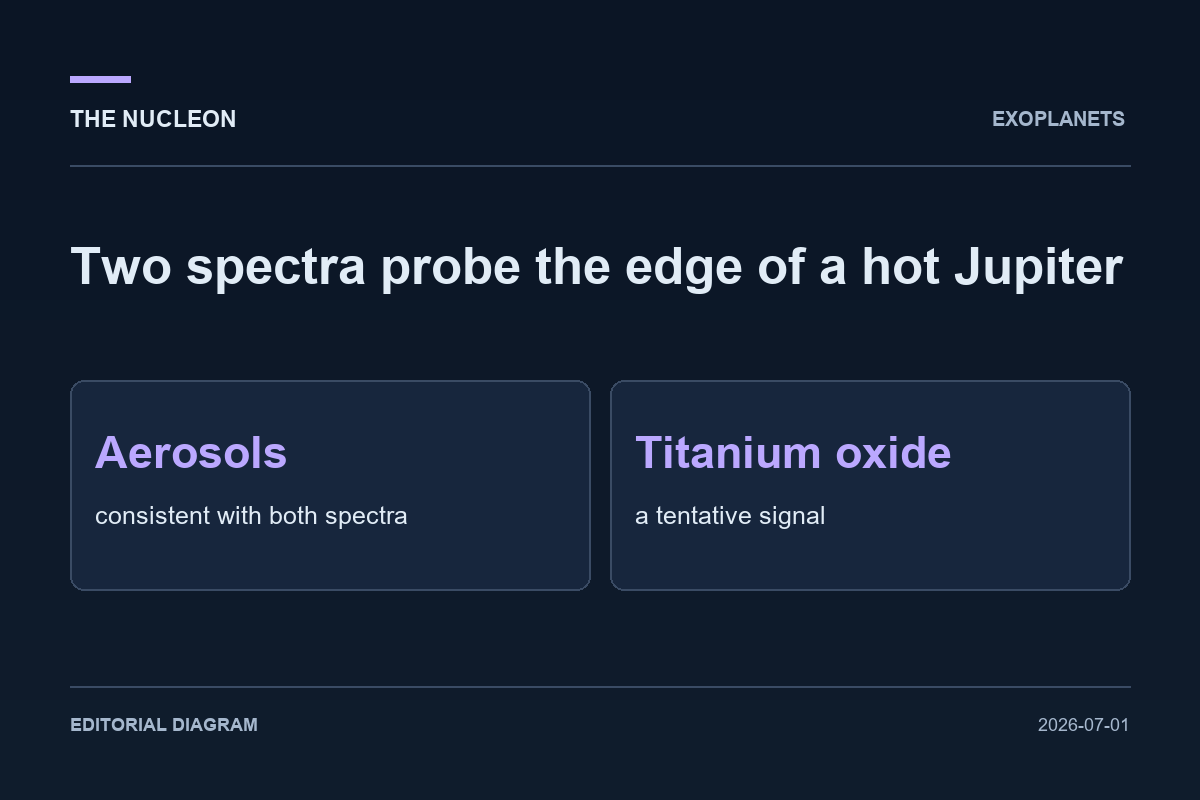 THE NUCLEON
EXOPLANETS
Two spectra probe the edge of a hot Jupiter
Aerosols
consistent with both spectra
Titanium oxide
a tentative signal
EDITORIAL DIAGRAM
2026-07-01